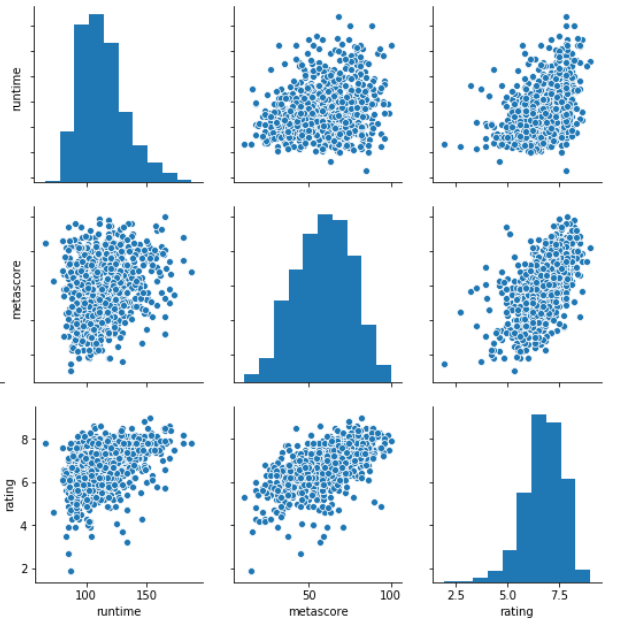 runtime
metascore
8
6
4
2
rating
100 150 50 100 2.5 5.0 7.5
runtime metascore rating